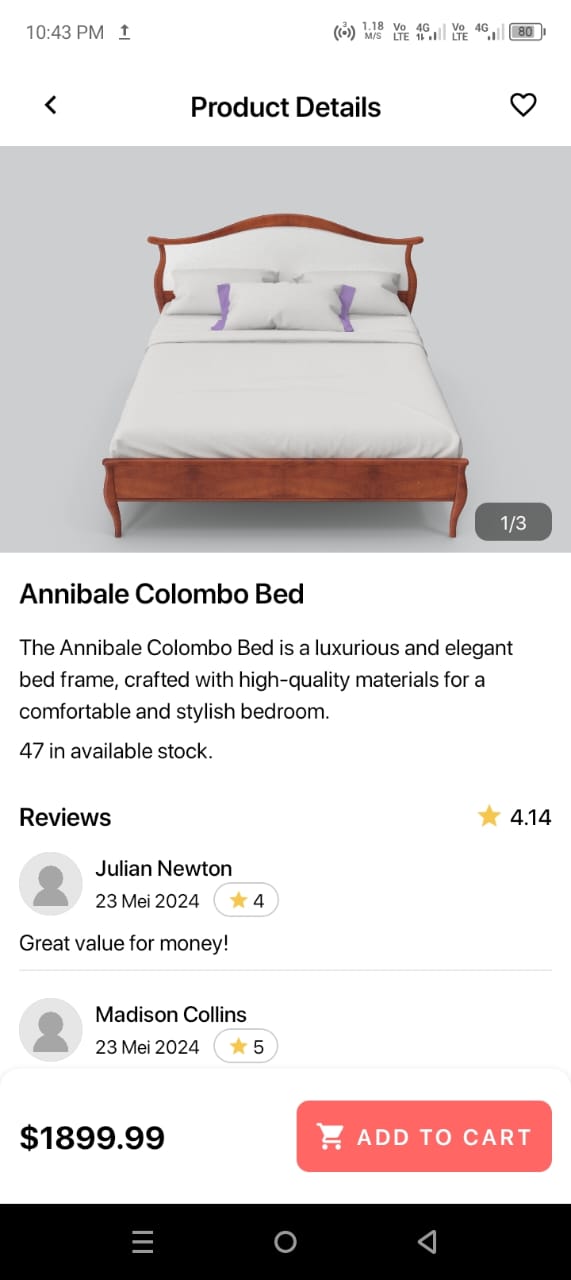 10:43 PM
3 1.18 M/S Vo LTE 4G Vo LTE 4G 80
Product Details
1/3
Annibale Colombo Bed
The Annibale Colombo Bed is a luxurious and elegant
bed frame, crafted with high-quality materials for a
comfortable and stylish bedroom.
47 in available stock.
Reviews 4.14
Julian Newton
23 Mei 2024 4
Great value for money!
Madison Collins
23 Mei 2024 5
$1899.99 ADD TO CART